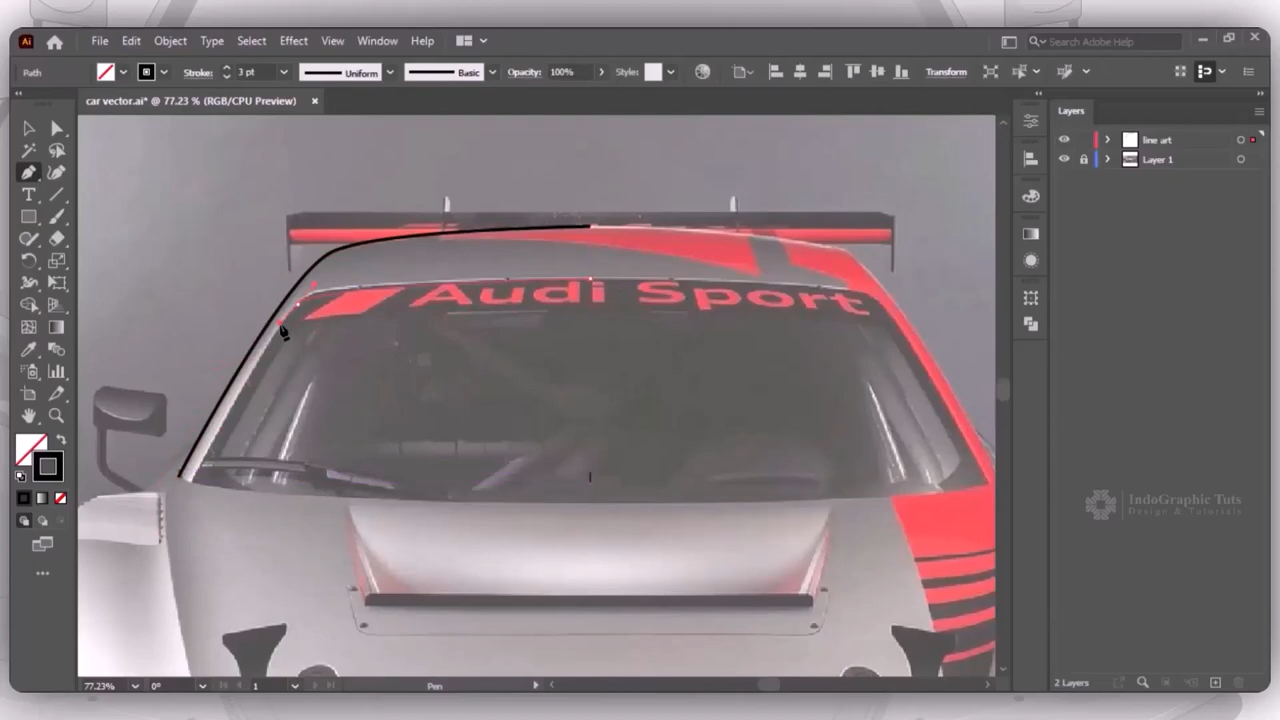 Ai File Edit Object Type Select Effect View Window Help Search Adobe Help
Path Stroke: 3 pt Uniform Basic Opacity: 100% Style: Transform
car vector.ai* @ 77.23 % (RGB/CPU Preview)
Layers
line art
Layer 1
Audi Sport
IndoGraphic Tuts
Design & Tutorials
77.23% 0° 1 Pen
2 Layers